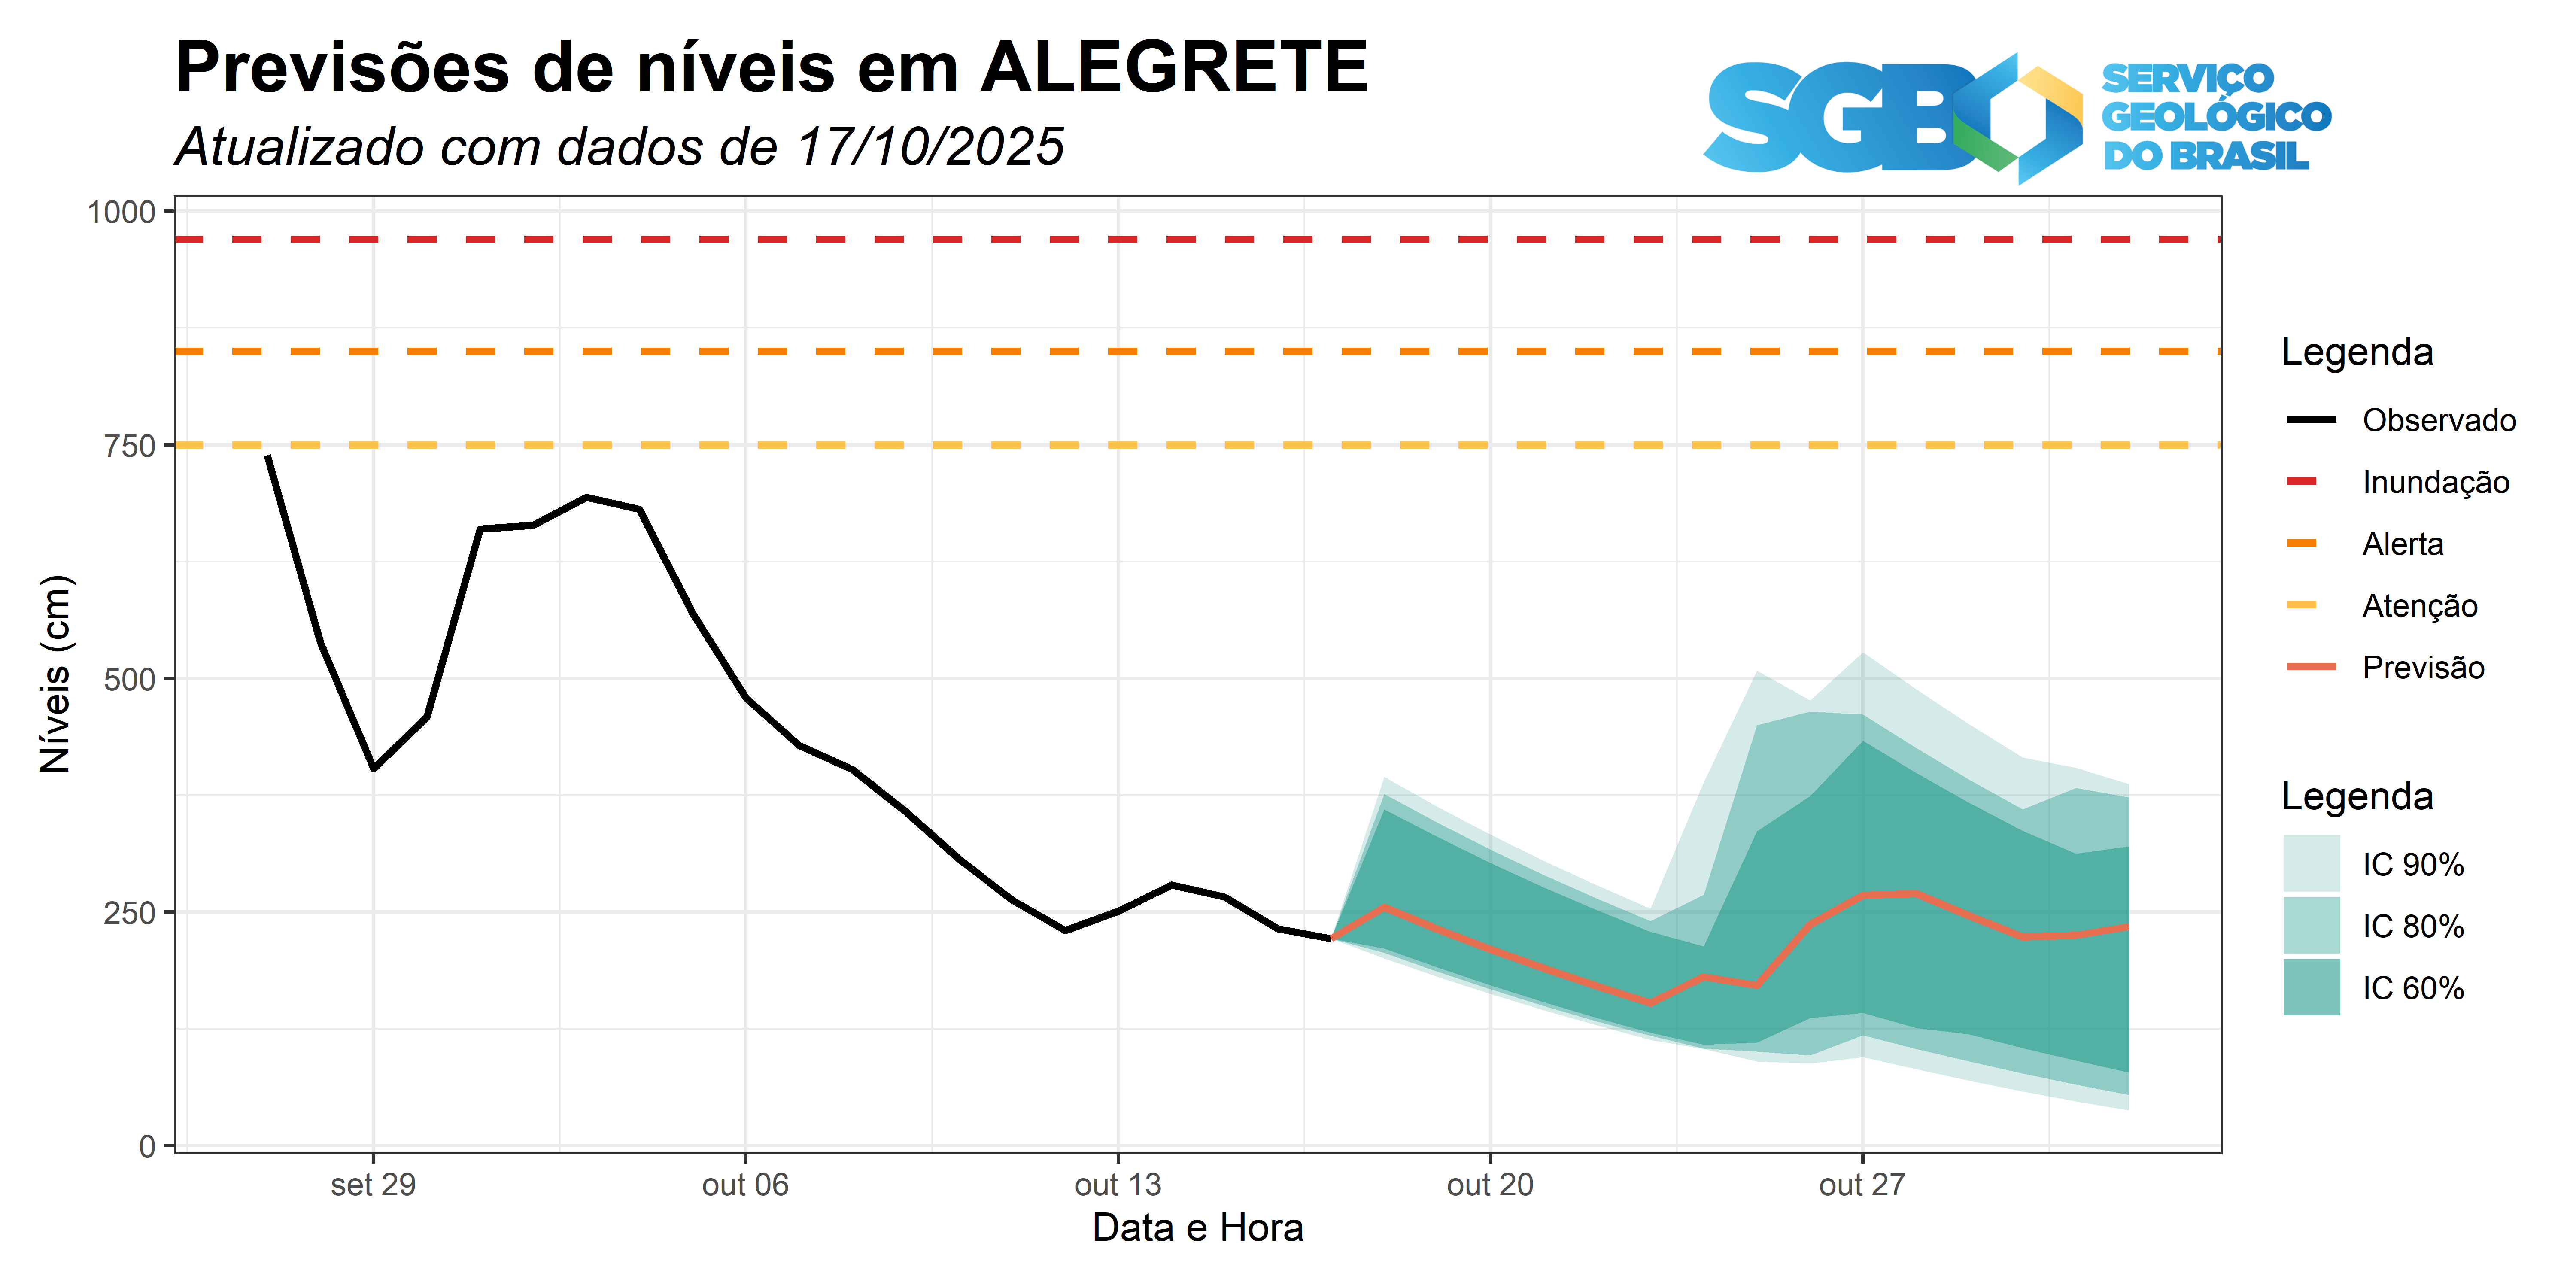 Previsões de níveis em ALEGRETE
Atualizado com dados de 17/10/2025
SGB
SERVIÇO
GEOLÓGICO
DO BRASIL
1000
750
500
250
0
Níveis (cm)
set 29
out 06
out 13
out 20
out 27
Data e Hora
Legenda
Observado
Inundação
Alerta
Atenção
Previsão
Legenda
IC 90%
IC 80%
IC 60%